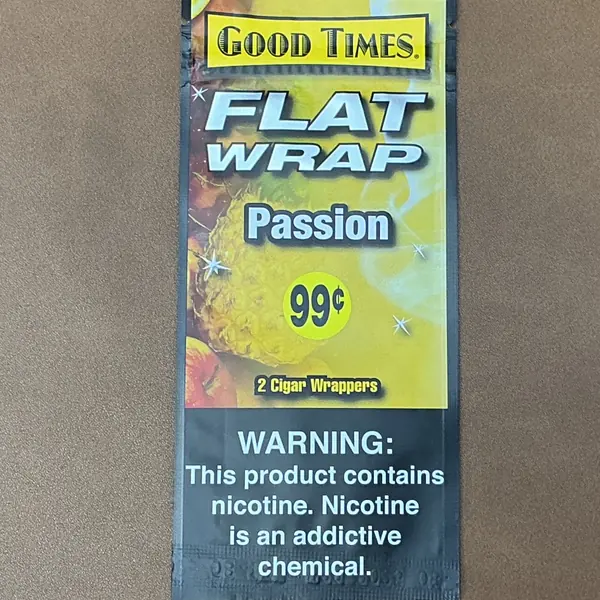 GOOD TIMES®
FLAT
WRAP
Passion
99¢
2 Cigar Wrappers
WARNING:
This product contains
nicotine. Nicotine
is an addictive
chemical.